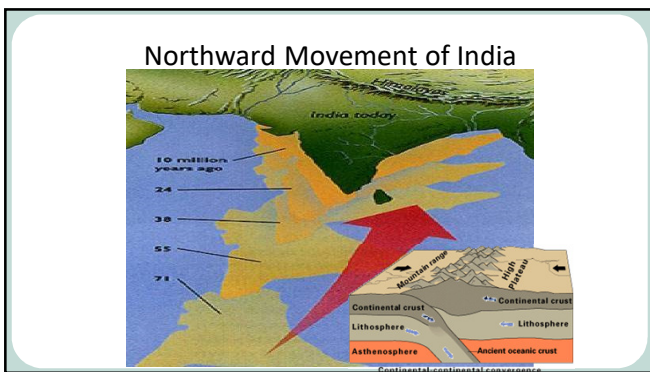 Northward Movement of India
Himalayas
India today
10 million
years ago
24
38
55
71
Mountain range
High
Plateau
Continental crust
Continental crust
Lithosphere
Lithosphere
Asthenosphere
Ancient oceanic crust
Continental-continental convergence